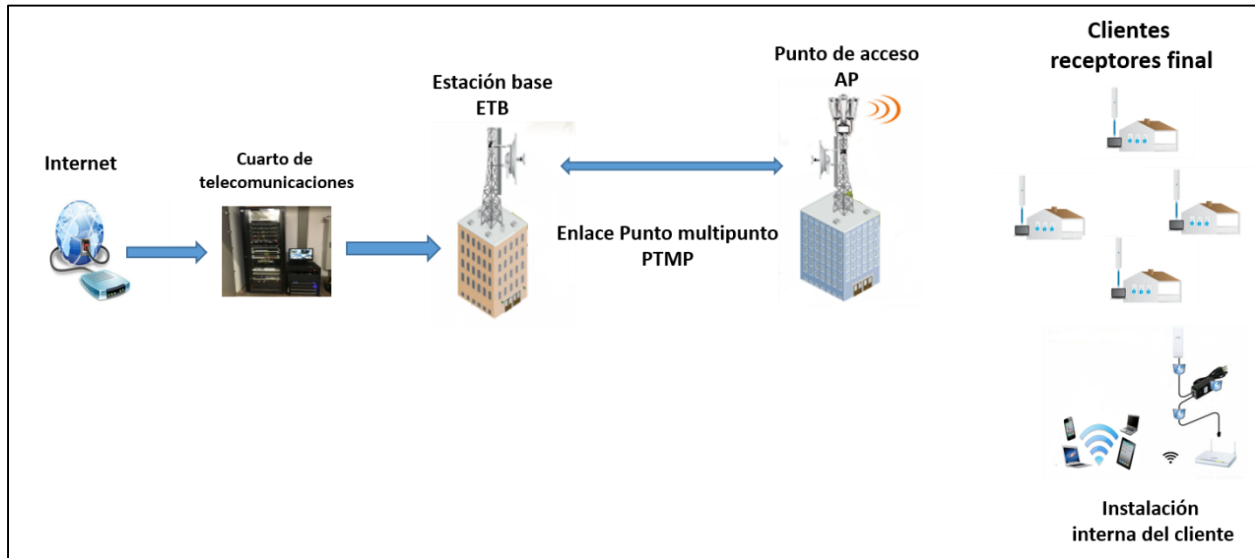 Internet
Cuarto de
telecomunicaciones
Estación base
ETB
Enlace Punto multipunto
PTMP
Punto de acceso
AP
Clientes
receptores final
Instalación
interna del cliente